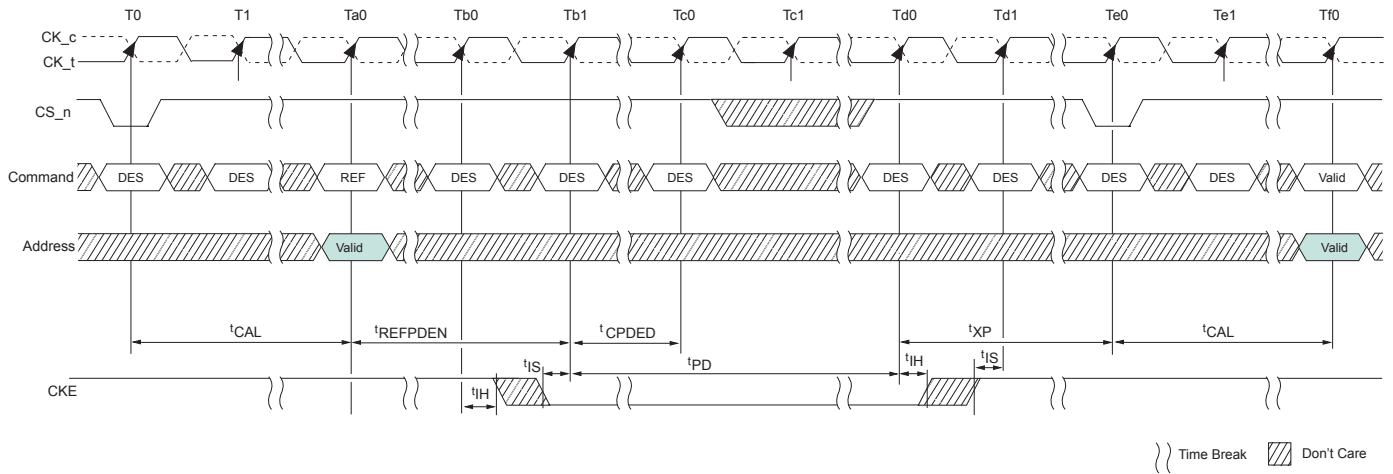 T0 T1 Ta0 Tb0 Tb1 Tc0 Tc1 Td0 Td1 Te0 Te1 Tf0
CK_c
CK_t
CS_n
Command DES DES REF DES DES DES DES DES DES DES Valid
Address Valid Valid
tCAL tREFPDEN tCPDED tXP tCAL
tIS tPD tIH tIS
CKE tIH
Time Break Don't Care